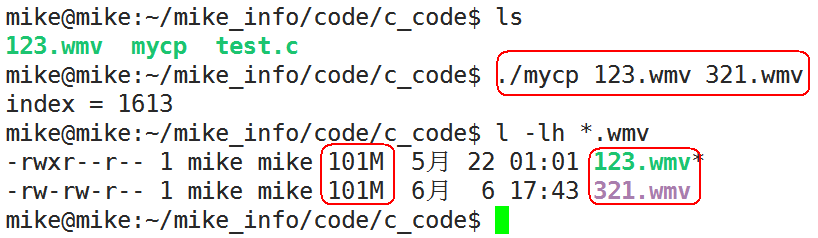 mike@mike:~/mike_info/code/c_code$ ls
123.wmv  mycp  test.c
mike@mike:~/mike_info/code/c_code$ ./mycp 123.wmv 321.wmv
index = 1613
mike@mike:~/mike_info/code/c_code$ l -lh *.wmv
-rwxr--r-- 1 mike mike 101M  5月  22 01:01 123.wmv*
-rw-rw-r-- 1 mike mike 101M  6月   6 17:43 321.wmv
mike@mike:~/mike_info/code/c_code$